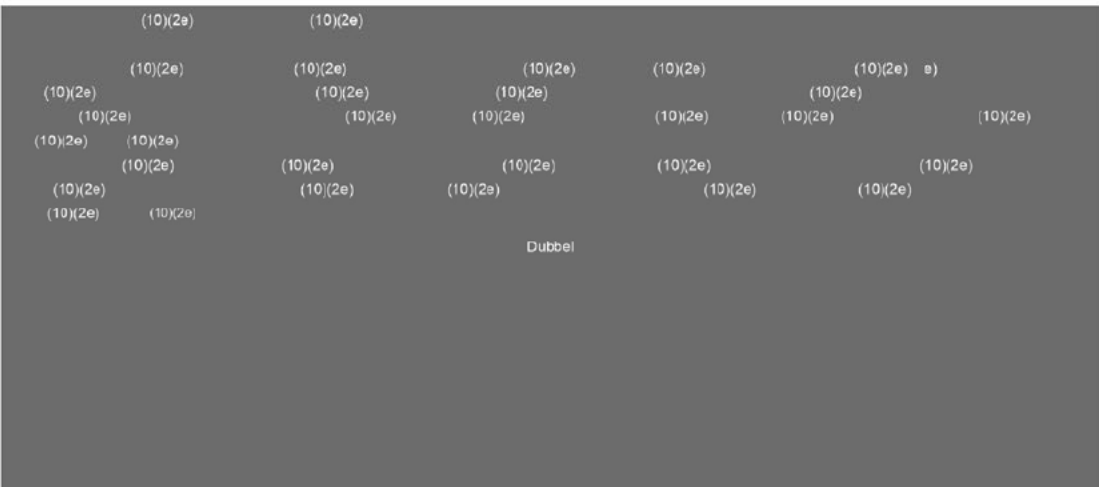 (10)(2e) (10)(2e)
(10)(2e) (10)(2e) (10)(2e) (10)(2e) (10)(2e) e)
(10)(2e) (10)(2e) (10)(2e) (10)(2e)
(10)(2e) (10)(2e) (10)(2e) (10)(2e) (10)(2e) (10)(2e)
(10)(2e) (10)(2e)
(10)(2e) (10)(2e) (10)(2e) (10)(2e) (10)(2e)
(10)(2e) (10)(2e) (10)(2e) (10)(2e) (10)(2e)
(10)(2e) (10)(2e)
Dubbel